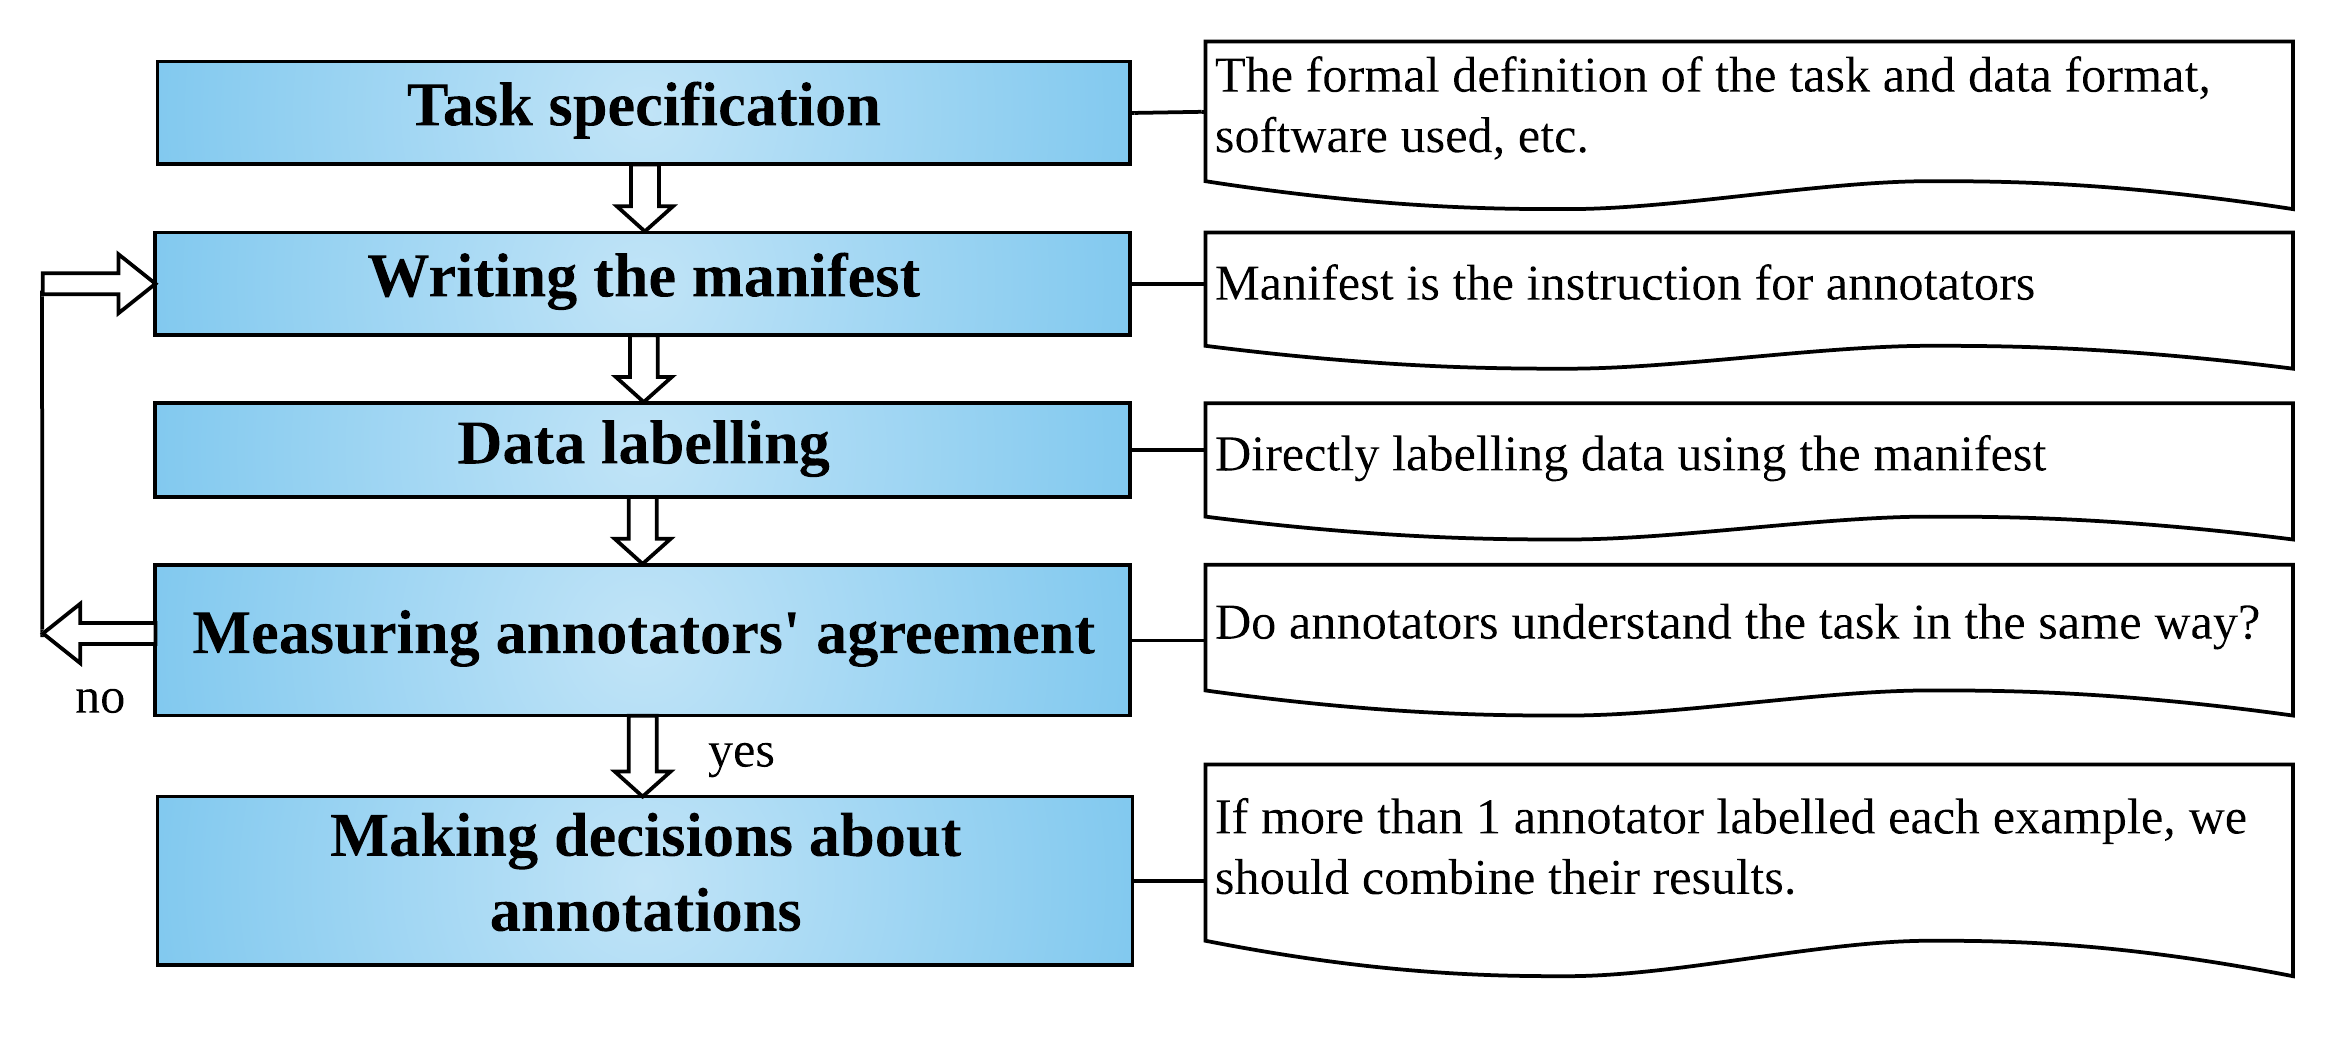 Task specification
The formal definition of the task and data format,
software used, etc.
Writing the manifest
Manifest is the instruction for annotators
Data labelling
Directly labelling data using the manifest
Measuring annotators' agreement
Do annotators understand the task in the same way?
no
yes
Making decisions about
annotations
If more than 1 annotator labelled each example, we
should combine their results.